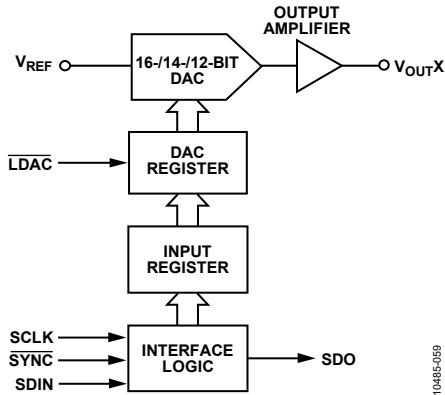 OUTPUT
AMPLIFIER
VREF
16-/14-/12-BIT
DAC
VOUTX
LDAC
DAC
REGISTER
INPUT
REGISTER
SCLK
SYNC
SDIN
INTERFACE
LOGIC
SDO
10485-059